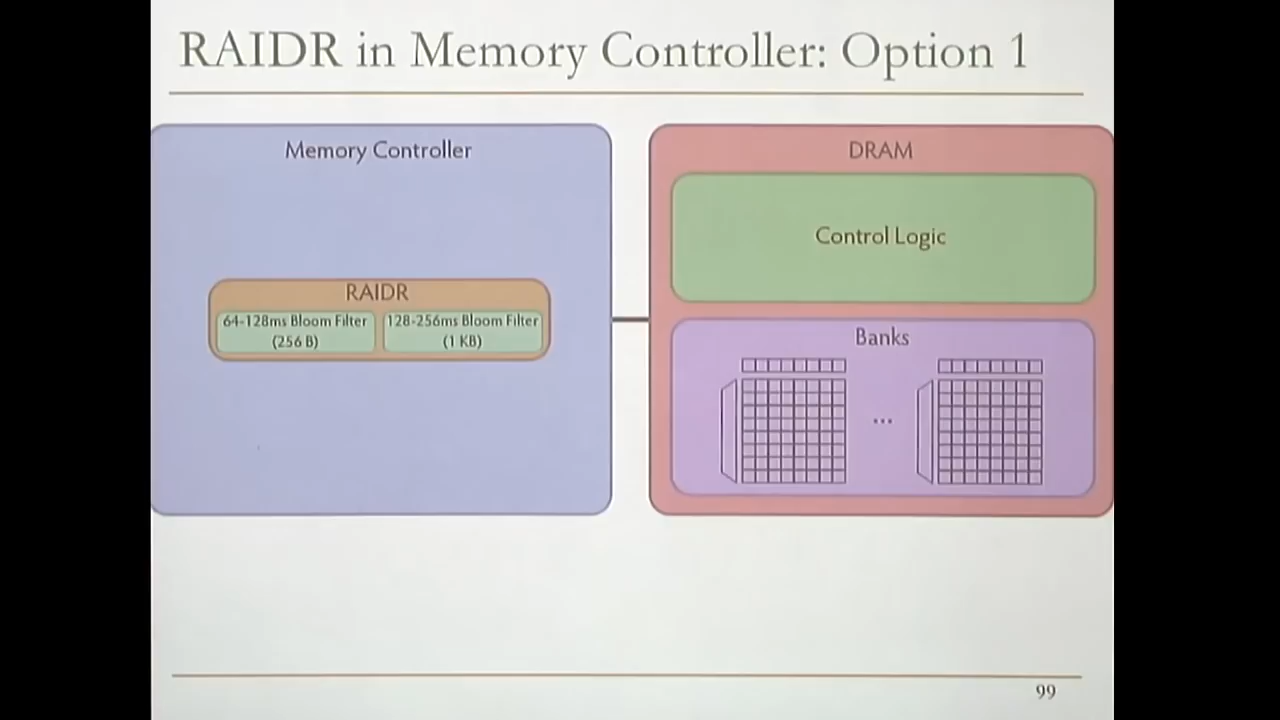 RAIDR in Memory Controller: Option 1
Memory Controller
RAIDR
64-128ms Bloom Filter
(256 B)
128-256ms Bloom Filter
(1 KB)
DRAM
Control Logic
Banks
...
99